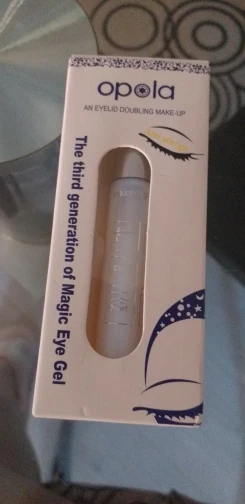 opola
AN EYELID DOUBLING MAKE-UP
The third generation of Magic Eye Gel